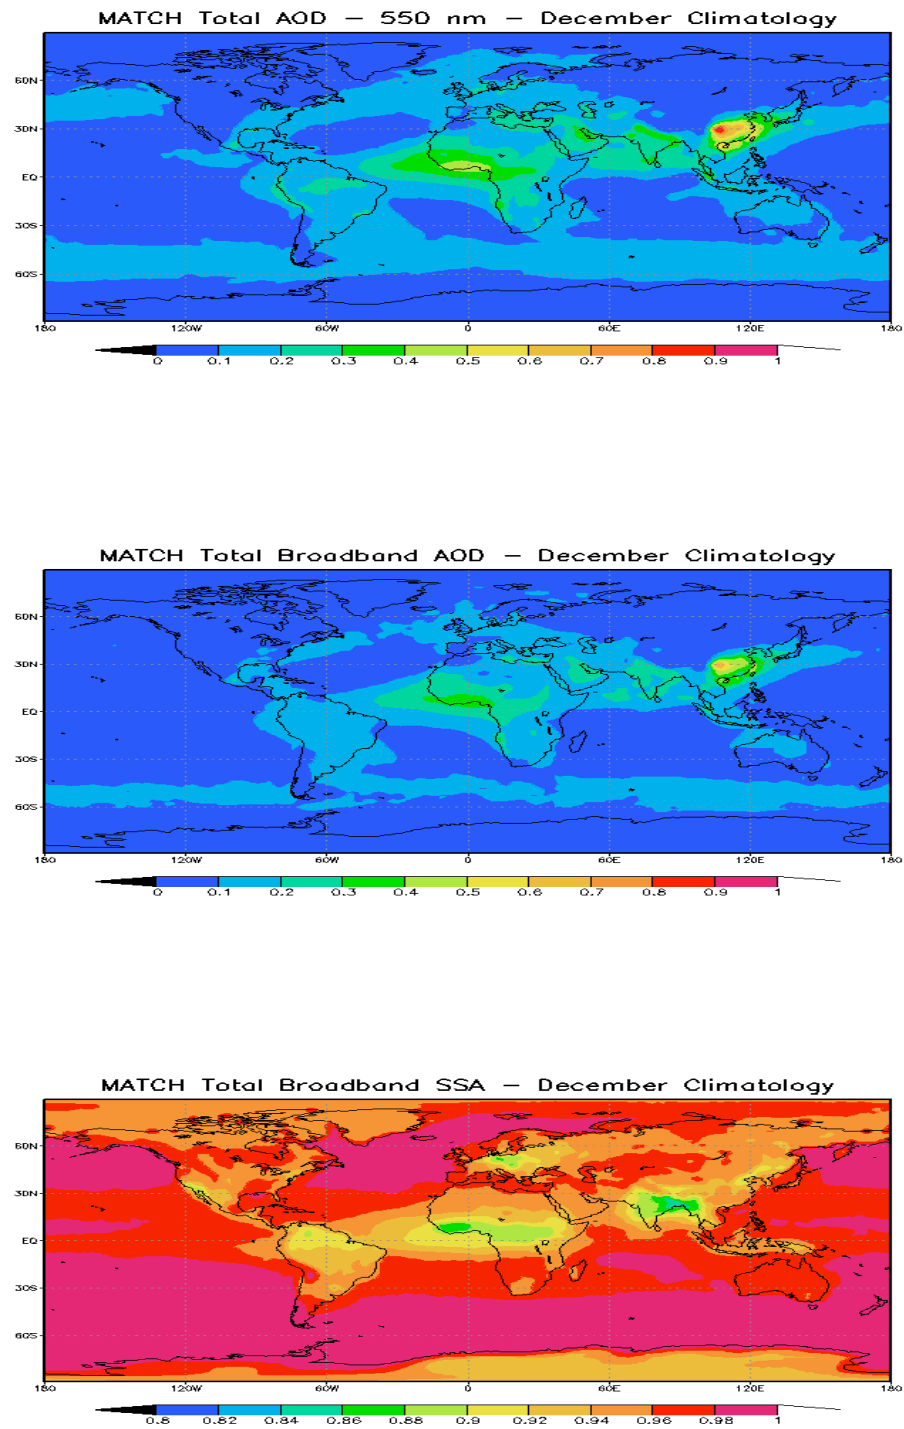 MATCH Total AOD – 550 nm – December Climatology
60N
30N
EQ
30S
60S
180 120W 60W 0 60E 120E 180
0 0.1 0.2 0.3 0.4 0.5 0.6 0.7 0.8 0.9 1
MATCH Total Broadband AOD – December Climatology
60N
30N
EQ
30S
60S
180 120W 60W 0 60E 120E 180
0 0.1 0.2 0.3 0.4 0.5 0.6 0.7 0.8 0.9 1
MATCH Total Broadband SSA – December Climatology
60N
30N
EQ
30S
60S
180 120W 60W 0 60E 120E 180
0.8 0.82 0.84 0.86 0.88 0.9 0.92 0.94 0.96 0.98 1